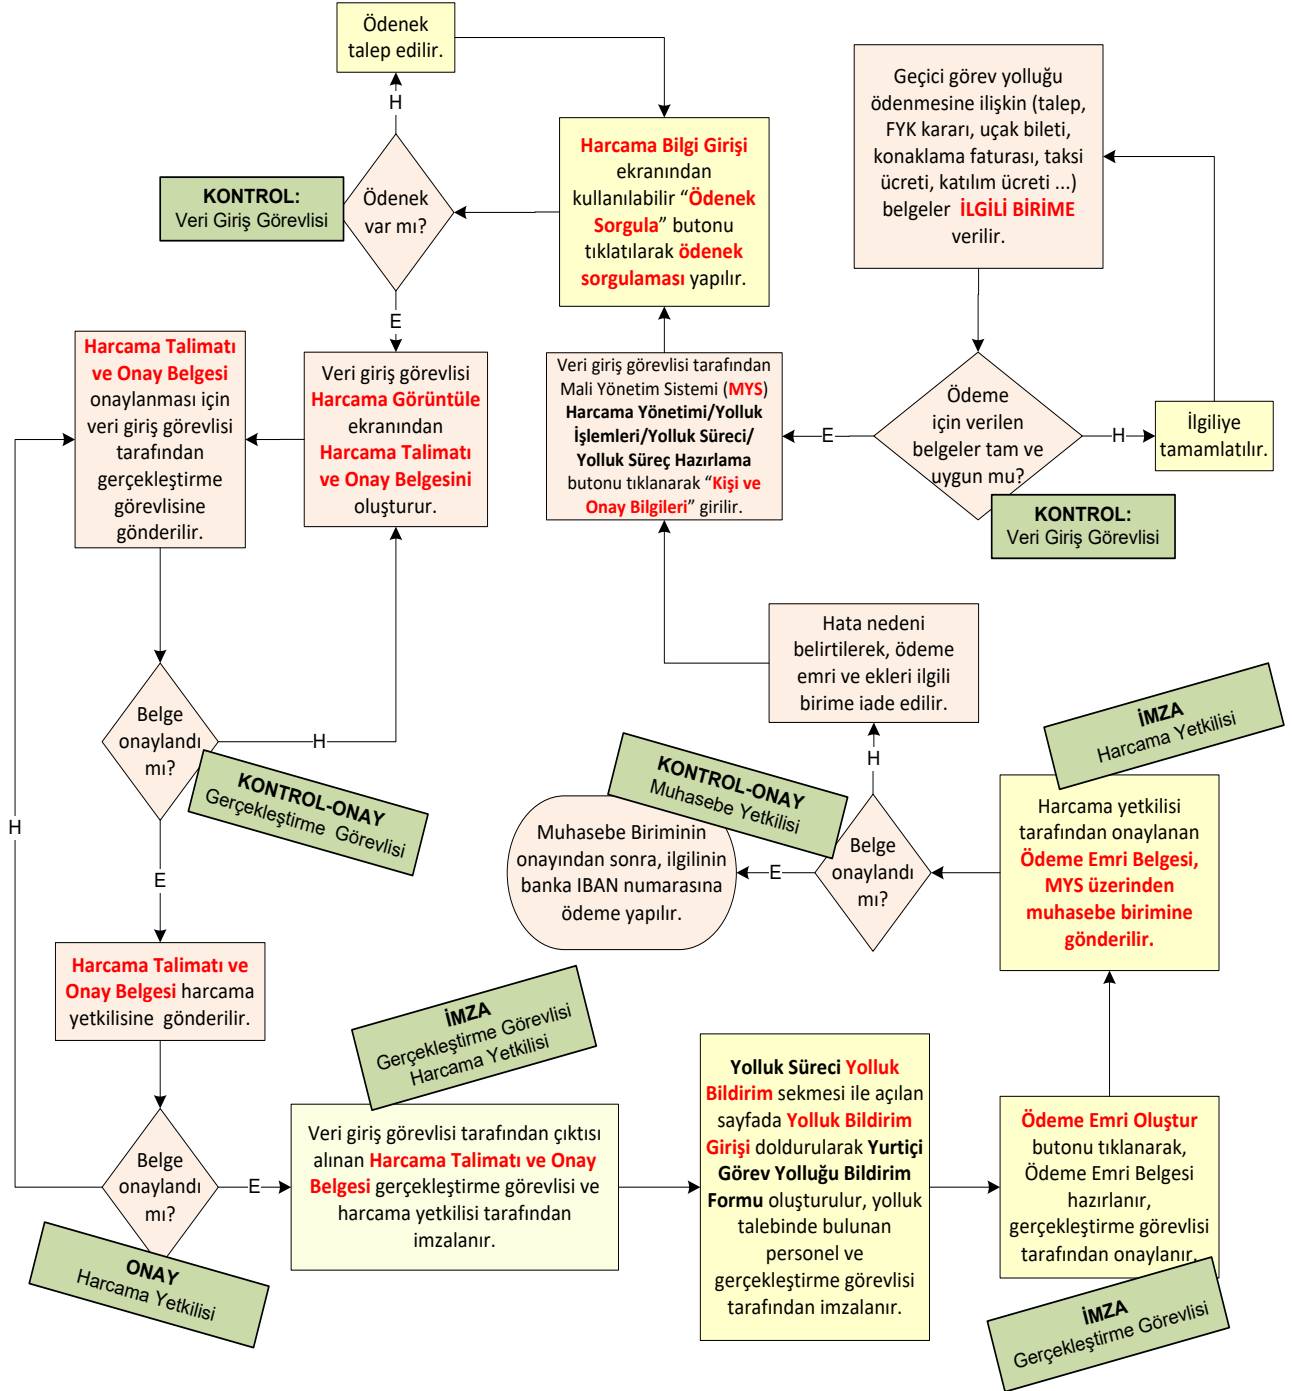 Ödenek
talep edilir.
H
KONTROL:
Veri Giriş Görevlisi
Ödenek
var mı?
E
Harcama Bilgi Girişi
ekranından
kullanılabilir “Ödenek
Sorgula” butonu
tıklatılarak ödenek
sorgulaması yapılır.
Geçici görev yolluğu
ödenmesine ilişkin (talep,
FYK kararı, uçak bileti,
konaklama faturası, taksi
ücreti, katılım ücreti ...)
belgeler İLGİLİ BİRİME
verilir.
Harcama Talimatı
ve Onay Belgesi
onaylanması için
veri giriş görevlisi
tarafından
gerçekleştirme
görevlisine
gönderilir.
Veri giriş görevlisi
Harcama Görüntüle
ekranından
Harcama Talimatı
ve Onay Belgesini
oluşturur.
Veri giriş görevlisi tarafından
Mali Yönetim Sistemi (MYS)
Harcama Yönetimi/Yolluk
İşlemleri/Yolluk Süreci/
Yolluk Süreç Hazırlama
butonu tıklanarak “Kişi ve
Onay Bilgileri” girilir.
E
Ödeme
için verilen
belgeler tam ve
uygun mu?
H
İlgiliye
tamamlatılır.
KONTROL:
Veri Giriş Görevlisi
Belge
onaylandı
mı?
H
KONTROL-ONAY
Gerçekleştirme Görevlisi
E
H
Hata nedeni
belirtilerek, ödeme
emri ve ekleri ilgili
birime iade edilir.
H
KONTROL-ONAY
Muhasebe Yetkilisi
Muhasebe Biriminin
onayından sonra, ilgilinin
banka IBAN numarasına
ödeme yapılır.
E
Belge
onaylandı
mı?
İMZA
Harcama Yetkilisi
Harcama yetkilisi
tarafından onaylanan
Ödeme Emri Belgesi,
MYS üzerinden
muhasebe birimine
gönderilir.
Harcama Talimatı ve
Onay Belgesi harcama
yetkilisine gönderilir.
Belge
onaylandı
mı?
E
ONAY
Harcama Yetkilisi
İMZA
Gerçekleştirme Görevlisi
Harcama Yetkilisi
Veri giriş görevlisi tarafından çıktısı
alınan Harcama Talimatı ve Onay
Belgesi gerçekleştirme görevlisi ve
harcama yetkilisi tarafından
imzalanır.
Yolluk Süreci Yolluk
Bildirim sekmesi ile açılan
sayfada Yolluk Bildirim
Girişi doldurularak Yurtiçi
Görev Yolluğu Bildirim
Formu oluşturulur, yolluk
talebinde bulunan
personel ve
gerçekleştirme görevlisi
tarafından imzalanır.
Ödeme Emri Oluştur
butonu tıklanarak,
Ödeme Emri Belgesi
hazırlanır,
gerçekleştirme görevlisi
tarafından onaylanır.
İMZA
Gerçekleştirme Görevlisi